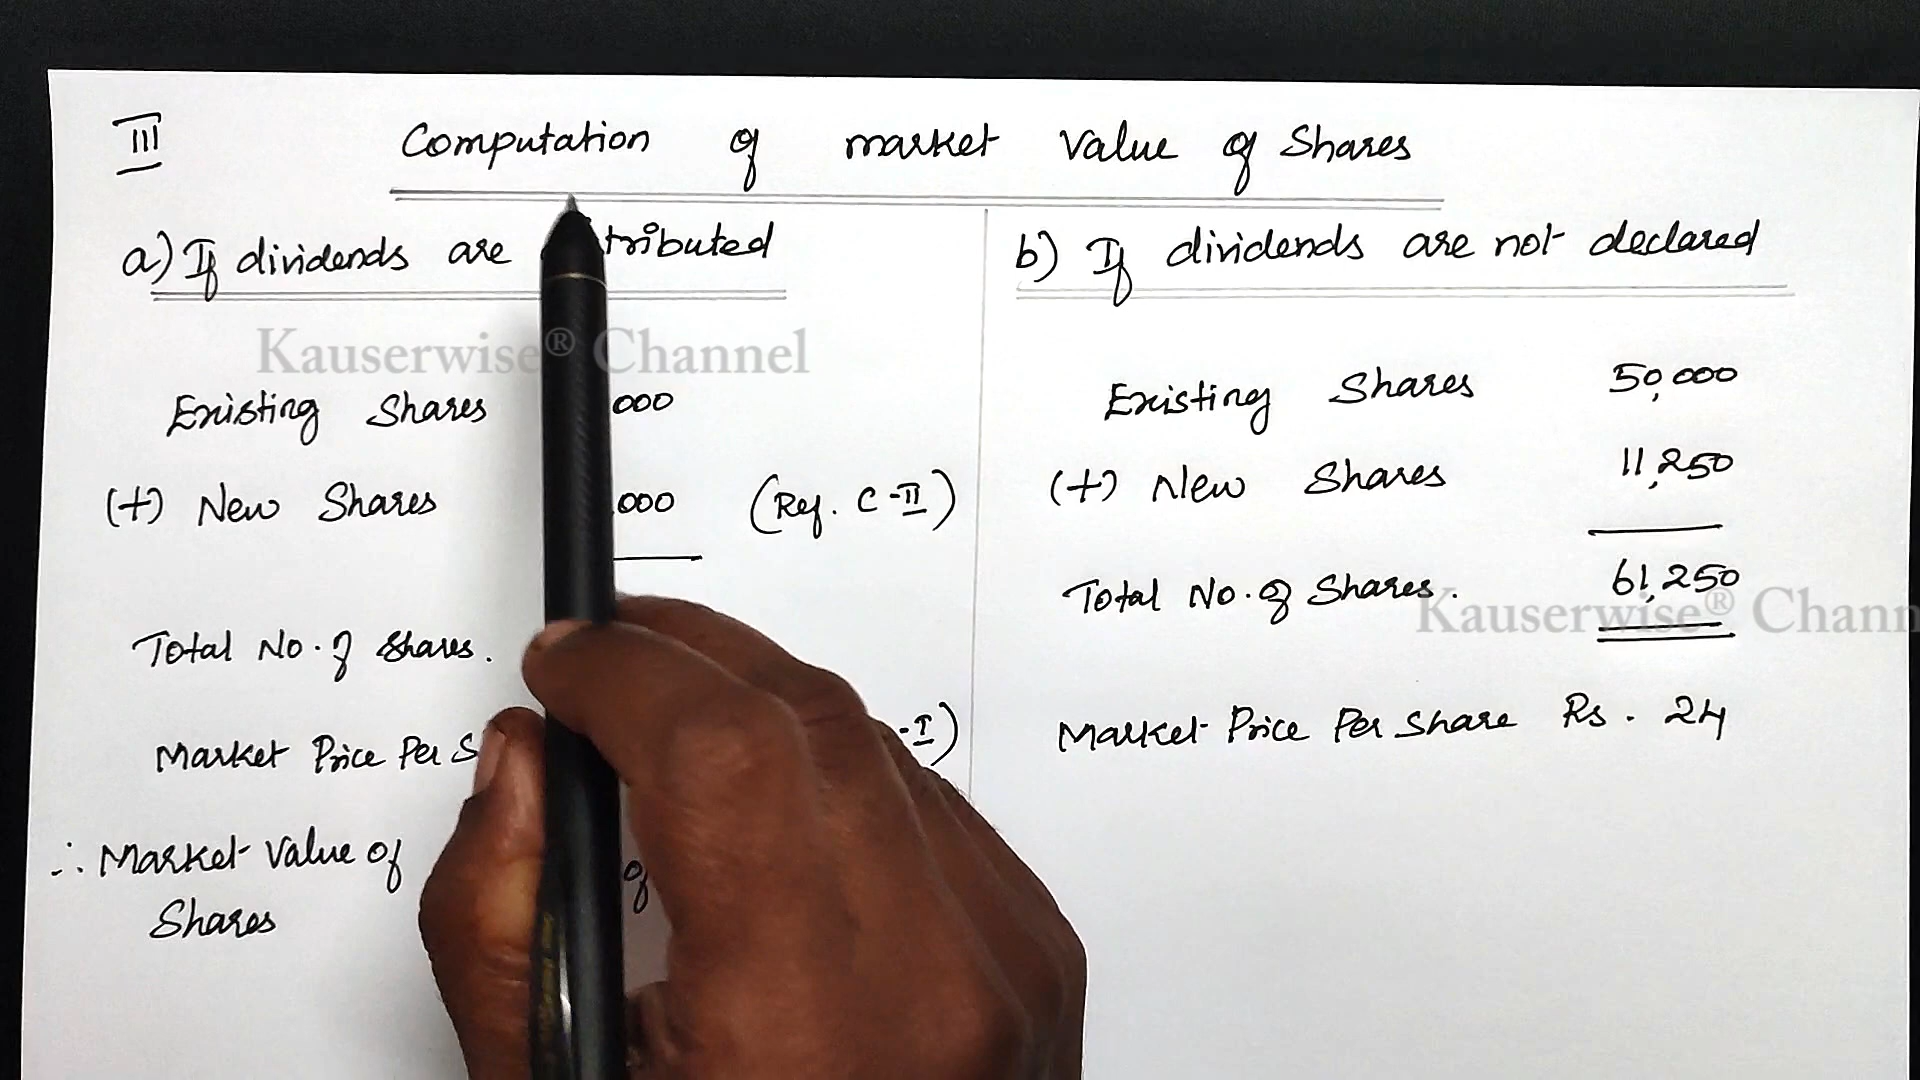 III
Computation of market value of Shares
a) If dividends are tributed
Kauserwise® Channel
Existing Shares 000
(+) New Shares 000 (Ref. C-II)
Total No. of Shares.
Market Price Per S -I)
∴ Market Value of of
Shares
b) If dividends are not declared
Existing Shares 50,000
(+) New Shares 11,250
Total No. of Shares. 61,250
Kauserwise® Chann
Market Price Per Share Rs. 24